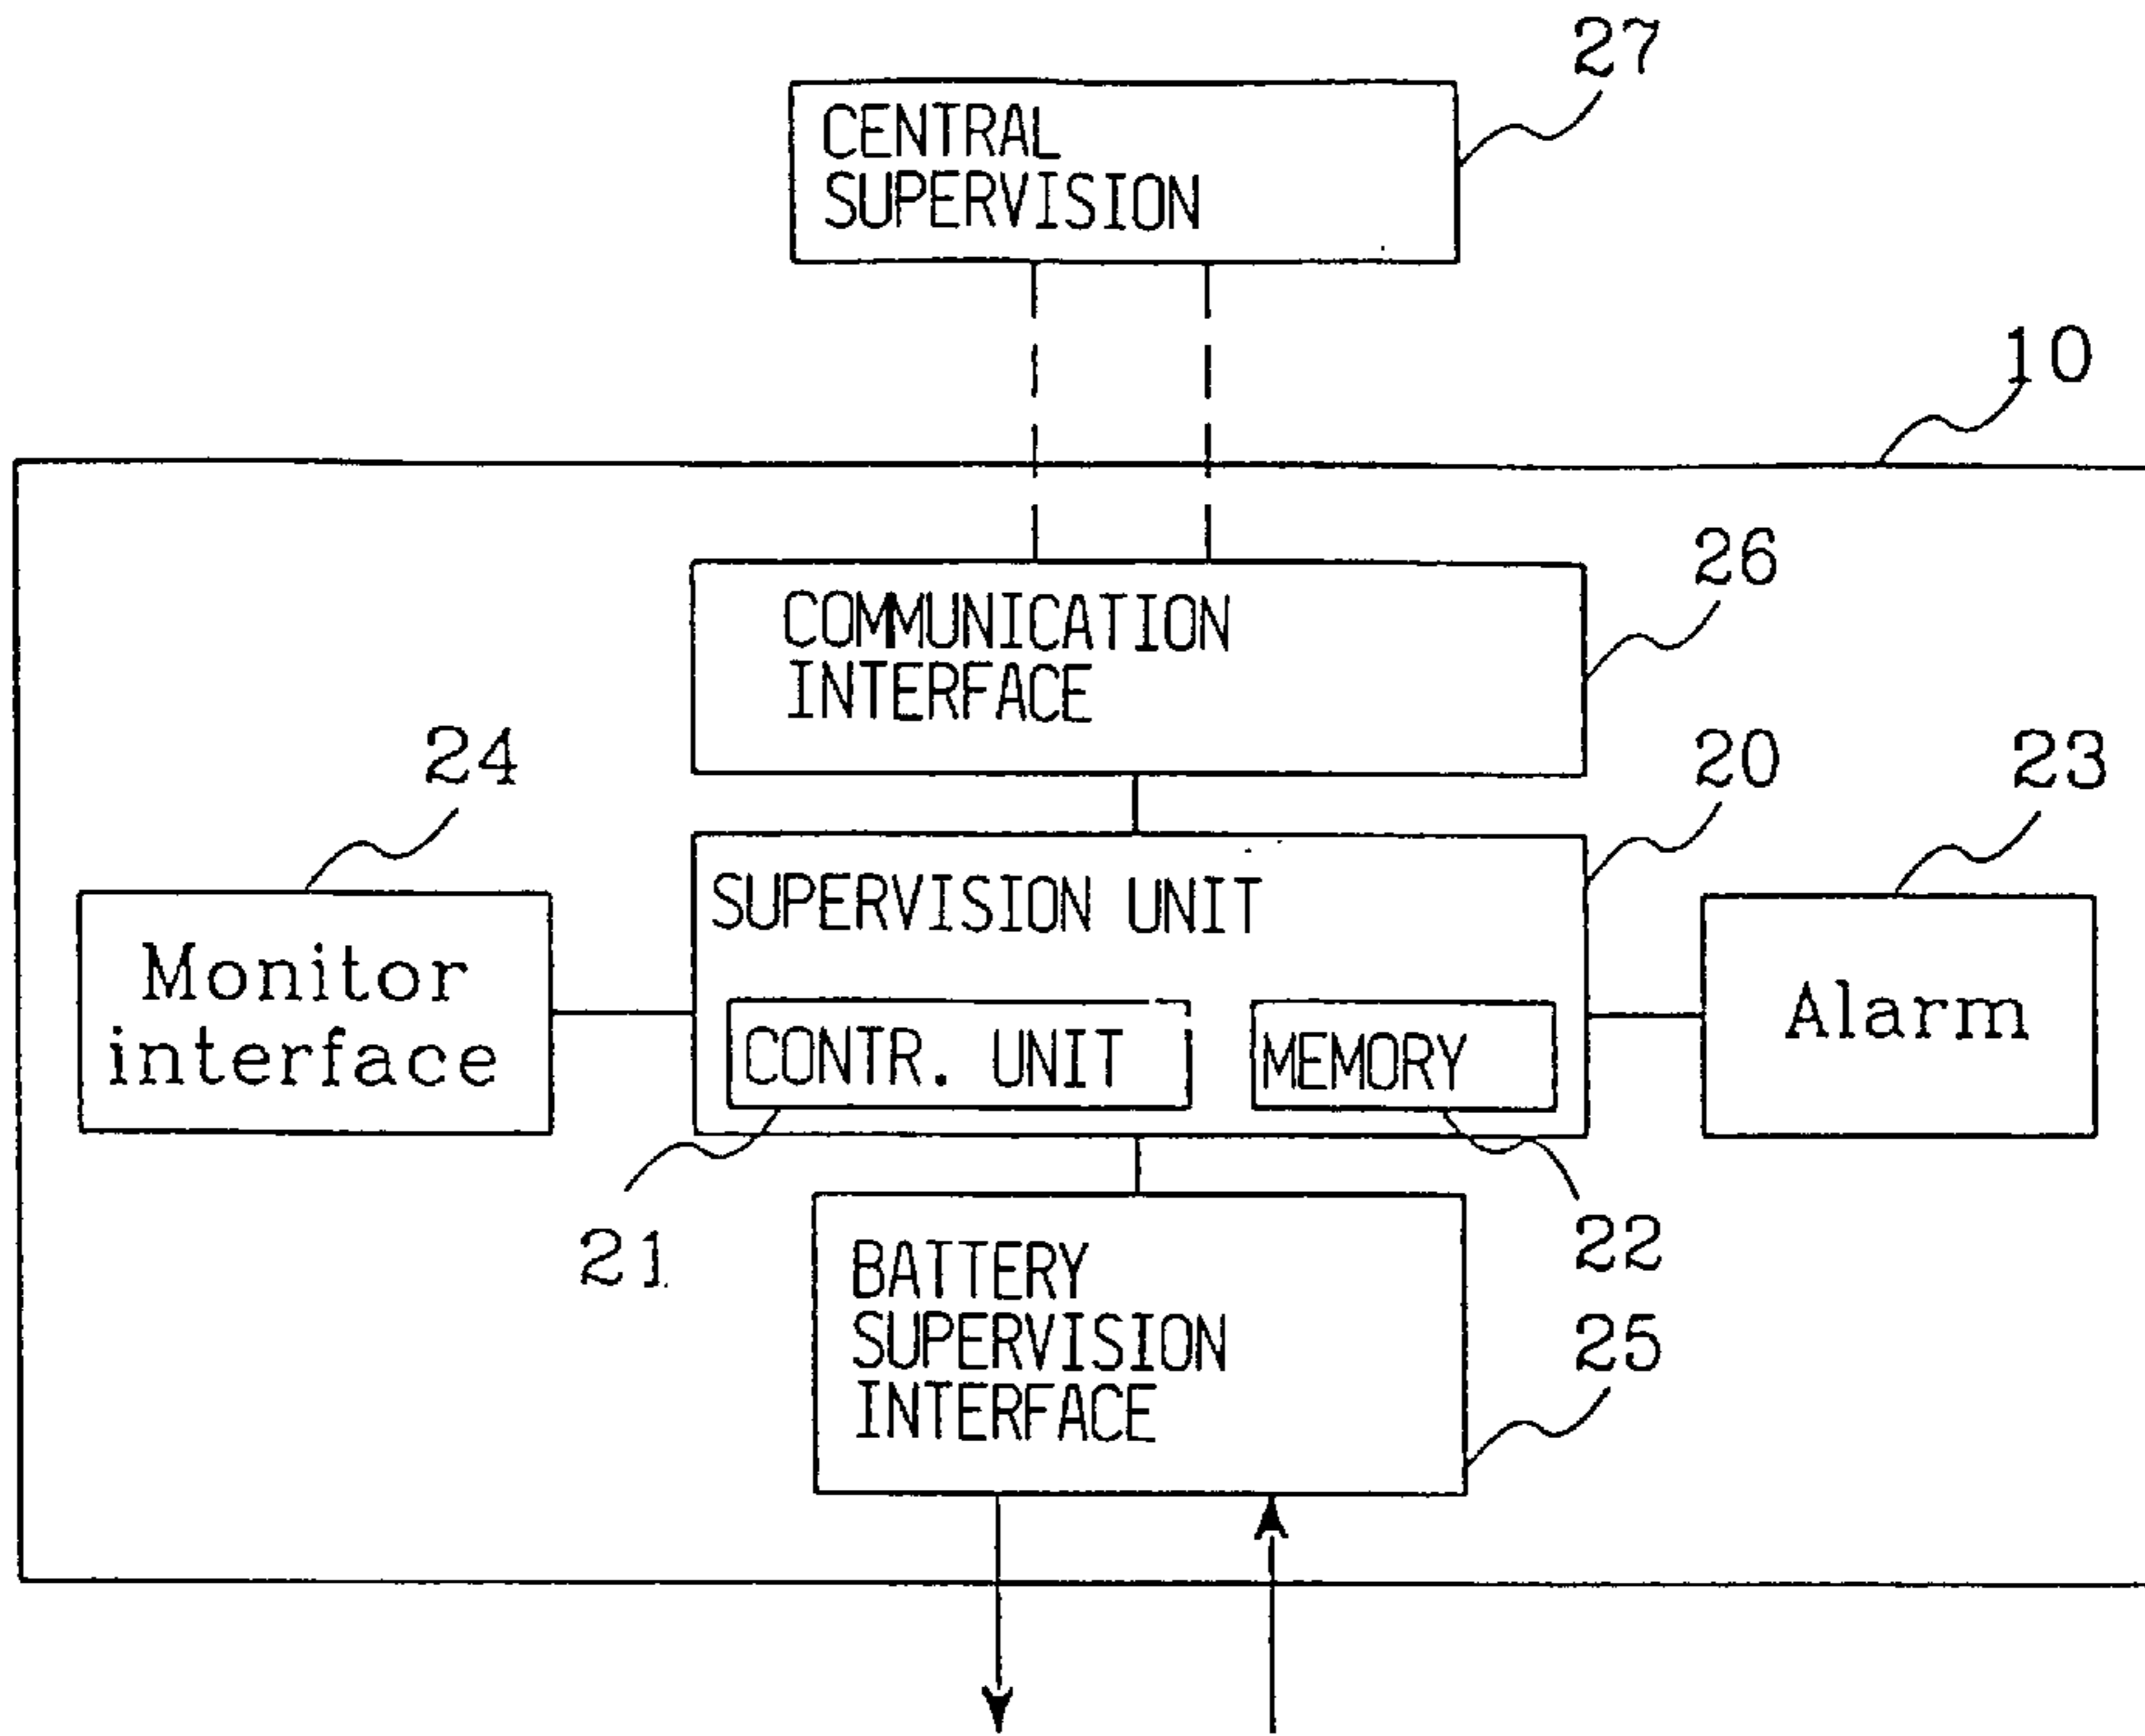 27
CENTRAL
SUPERVISION
10
26
COMMUNICATION
INTERFACE
24
20
23
SUPERVISION UNIT
Monitor
interface
CONTR. UNIT
MEMORY
Alarm
21
22
BATTERY
SUPERVISION
INTERFACE
25